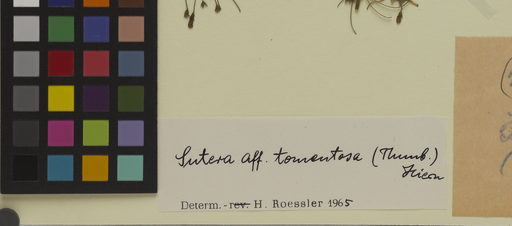 Sutera aff. tomentosa (Thunb.)
Hiern
Determ.-rev. H. Roessler 1965